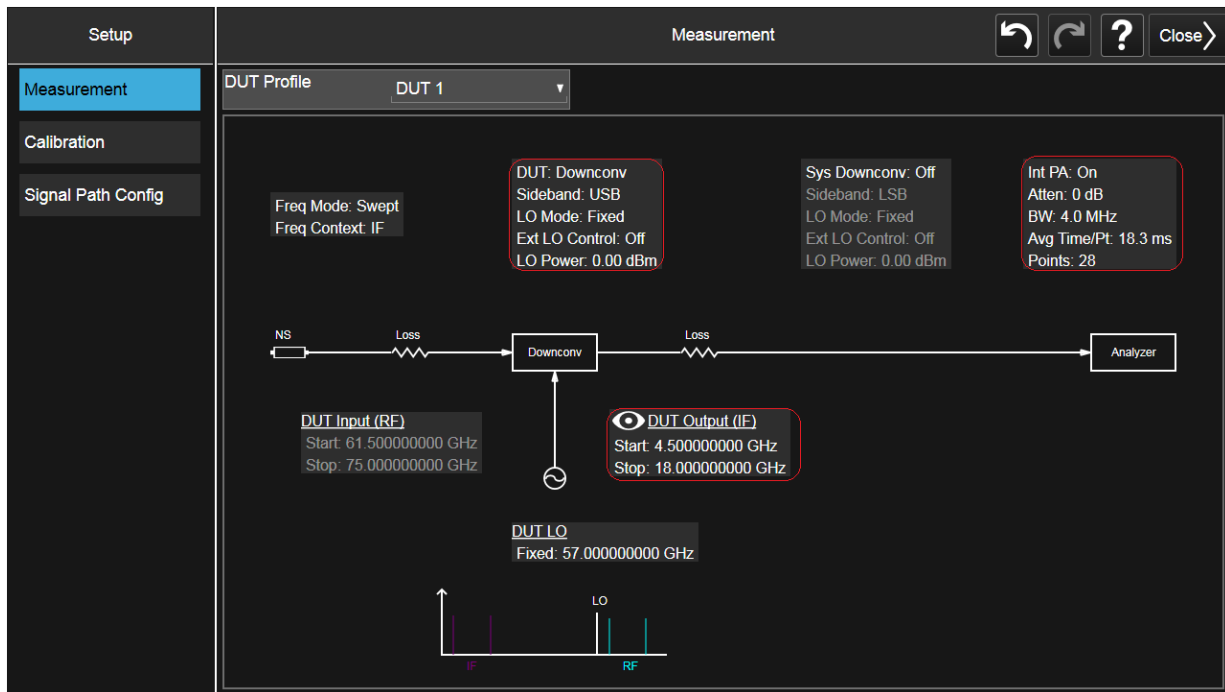 Setup
Measurement
?
Close
Measurement
Calibration
Signal Path Config
DUT Profile
DUT 1
Freq Mode: Swept
Freq Context: IF
DUT: Downconv
Sideband: USB
LO Mode: Fixed
Ext LO Control: Off
LO Power: 0.00 dBm
Sys Downconv: Off
Sideband: LSB
LO Mode: Fixed
Ext LO Control: Off
LO Power: 0.00 dBm
Int PA: On
Atten: 0 dB
BW: 4.0 MHz
Avg Time/Pt: 18.3 ms
Points: 28
NS
Loss
Downconv
Loss
Analyzer
DUT Input (RF)
Start: 61.500000000 GHz
Stop: 75.000000000 GHz
DUT Output (IF)
Start: 4.500000000 GHz
Stop: 18.000000000 GHz
DUT LO
Fixed: 57.000000000 GHz
LO
IF
RF